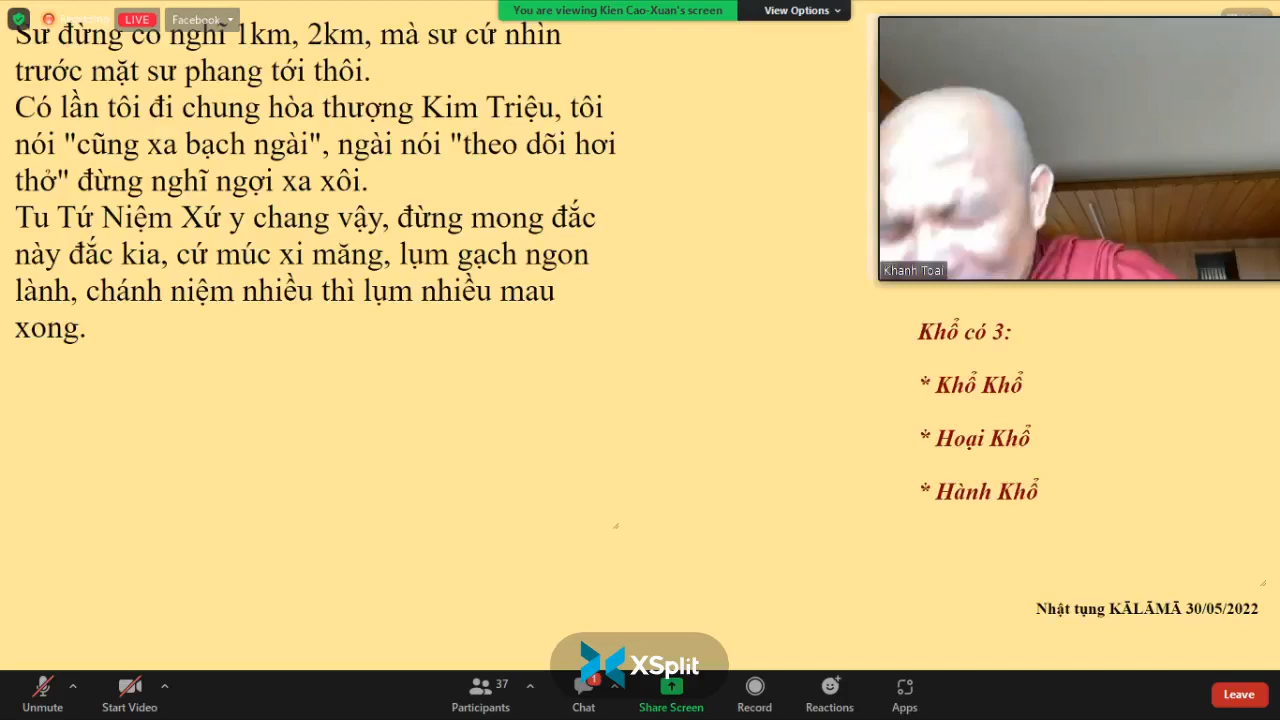 Recording
LIVE
Facebook
You are viewing Kien Cao-Xuan's screen
View Options
Sư đừng có nghĩ 1km, 2km, mà sư cứ nhìn
trước mặt sư phang tới thôi.
Có lần tôi đi chung hòa thượng Kim Triệu, tôi
nói "cũng xa bạch ngài", ngài nói "theo dõi hơi
thở" đừng nghĩ ngợi xa xôi.
Tu Tứ Niệm Xứ y chang vậy, đừng mong đắc
này đắc kia, cứ múc xi măng, lụm gạch ngon
lành, chánh niệm nhiều thì lụm nhiều mau
xong.
Khanh Toai
Khổ có 3:
* Khổ Khổ
* Hoại Khổ
* Hành Khổ
Nhật tụng KĀLĀMĀ 30/05/2022
XSplit
Unmute
Start Video
37
Participants
1
Chat
Share Screen
Record
Reactions
Apps
Leave